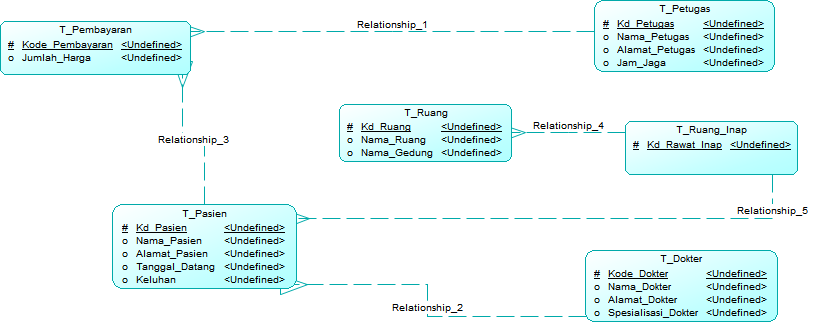 T_Pembayaran
# Kode_Pembayaran <Undefined>
o Jumlah_Harga <Undefined>
Relationship_1
T_Petugas
# Kd_Petugas <Undefined>
o Nama_Petugas <Undefined>
o Alamat_Petugas <Undefined>
o Jam_Jaga <Undefined>
Relationship_3
T_Ruang
# Kd_Ruang <Undefined>
o Nama_Ruang <Undefined>
o Nama_Gedung <Undefined>
Relationship_4
T_Ruang_Inap
# Kd_Rawat_Inap <Undefined>
T_Pasien
# Kd_Pasien <Undefined>
o Nama_Pasien <Undefined>
o Alamat_Pasien <Undefined>
o Tanggal_Datang <Undefined>
o Keluhan <Undefined>
Relationship_5
Relationship_2
T_Dokter
# Kode_Dokter <Undefined>
o Nama_Dokter <Undefined>
o Alamat_Dokter <Undefined>
o Spesialisasi_Dokter <Undefined>